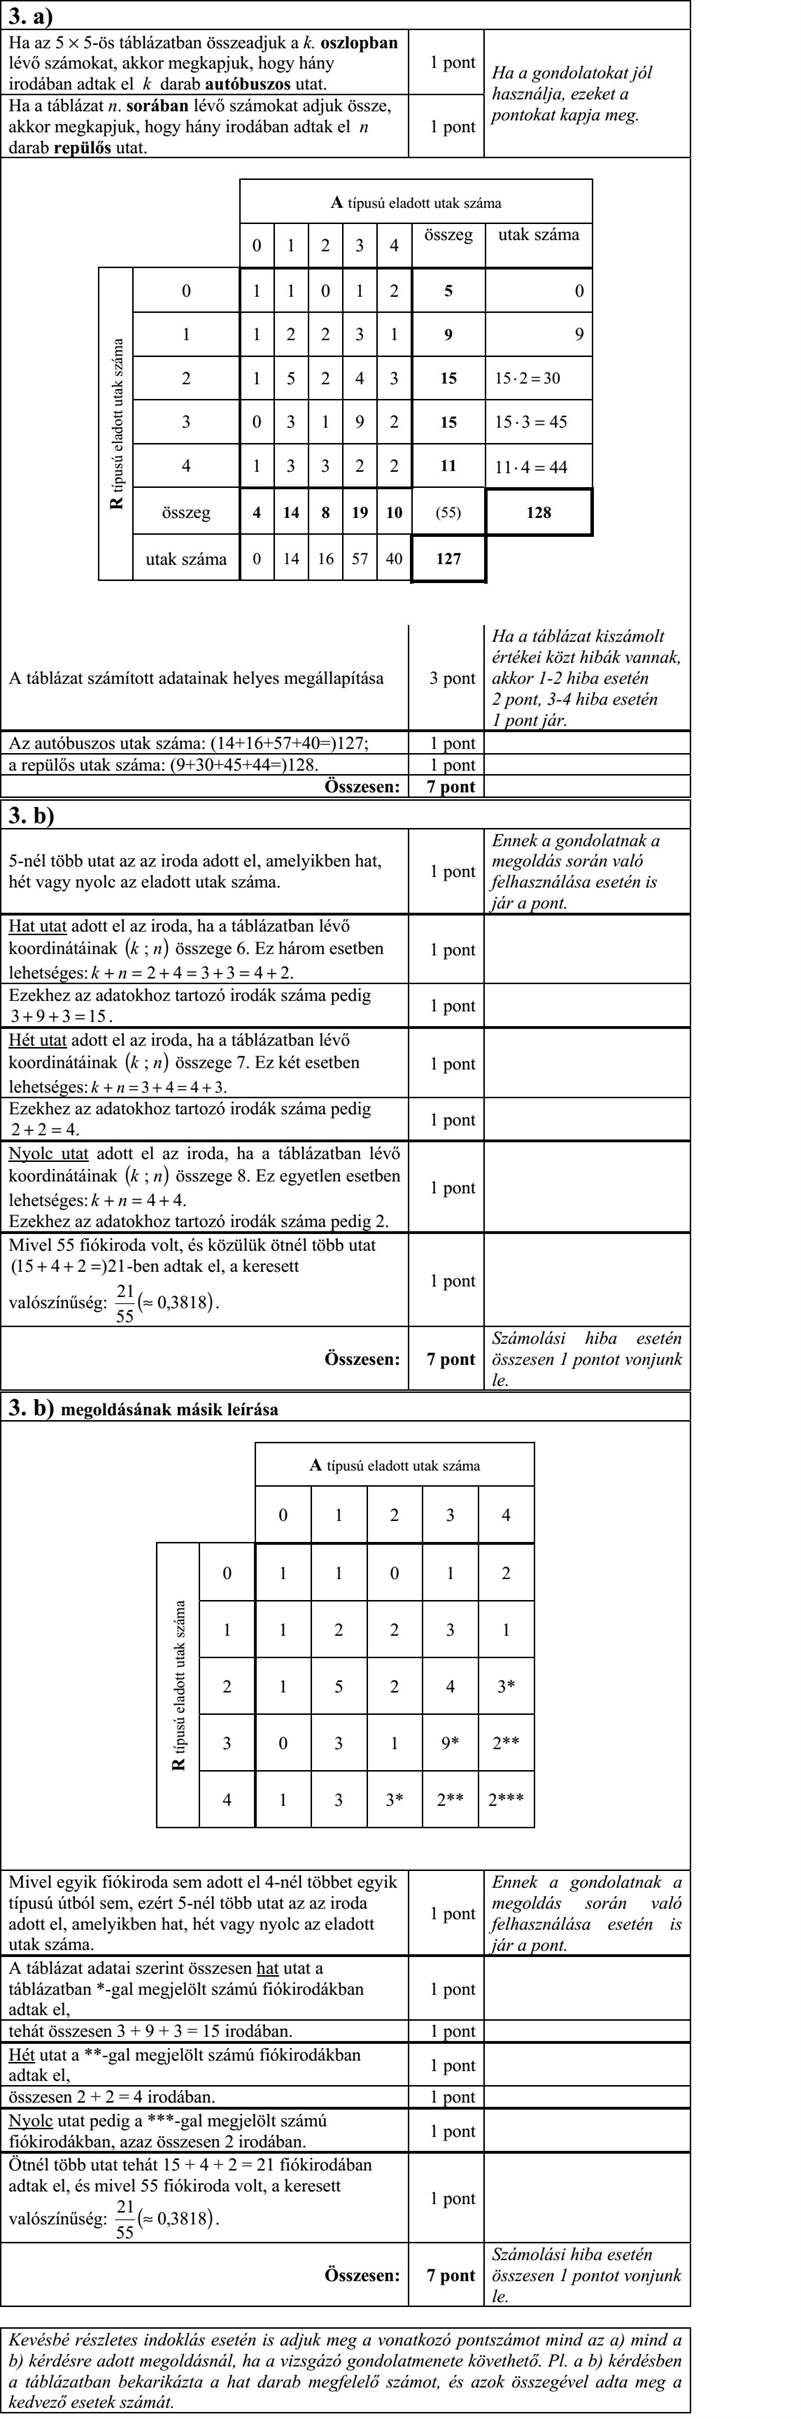 3. a)
Ha az 5 × 5-ös táblázatban összeadjuk a k. oszlopban
lévő számokat, akkor megkapjuk, hogy hány
irodában adtak el k darab autóbuszos utat.
1 pont
Ha a táblázat n. sorában lévő számokat adjuk össze,
akkor megkapjuk, hogy hány irodában adtak el n
darab repülős utat.
1 pont
Ha a gondolatokat jól
használja, ezeket a
pontokat kapja meg.
A típusú eladott utak száma
0 1 2 3 4 összeg utak száma
R típusú eladott utak száma
0 1 1 0 1 2 5 0
1 1 2 2 3 1 9 9
2 1 5 2 4 3 15 15·2=30
3 0 3 1 9 2 15 15·3=45
4 1 3 3 2 2 11 11·4=44
összeg 4 14 8 19 10 (55) 128
utak száma 0 14 16 57 40 127
A táblázat számított adatainak helyes megállapítása
3 pont
Ha a táblázat kiszámolt
értékei közt hibák vannak,
akkor 1-2 hiba esetén
2 pont, 3-4 hiba esetén
1 pont jár.
Az autóbuszos utak száma: (14+16+57+40=)127; 1 pont
a repülős utak száma: (9+30+45+44=)128. 1 pont
Összesen: 7 pont
3. b)
5-nél több utat az az iroda adott el, amelyikben hat,
hét vagy nyolc az eladott utak száma.
1 pont
Ennek a gondolatnak a
megoldás során való
felhasználása esetén is
jár a pont.
Hat utat adott el az iroda, ha a táblázatban lévő
koordinátáinak (k ; n) összege 6. Ez három esetben
lehetséges: k + n = 2 + 4 = 3 + 3 = 4 + 2.
1 pont
Ezekhez az adatokhoz tartozó irodák száma pedig
3+9+3=15.
1 pont
Hét utat adott el az iroda, ha a táblázatban lévő
koordinátáinak (k ; n) összege 7. Ez két esetben
lehetséges: k + n = 3 + 4 = 4 + 3.
1 pont
Ezekhez az adatokhoz tartozó irodák száma pedig
2 + 2 = 4.
1 pont
Nyolc utat adott el az iroda, ha a táblázatban lévő
koordinátáinak (k ; n) összege 8. Ez egyetlen esetben
lehetséges: k + n = 4 + 4.
Ezekhez az adatokhoz tartozó irodák száma pedig 2.
1 pont
Mivel 55 fiókiroda volt, és közülük ötnél több utat
(15 + 4 + 2 =)21-ben adtak el, a keresett
valószínűség: 21/55 (≈ 0,3818).
1 pont
Összesen: 7 pont
Számolási hiba esetén
összesen 1 pontot vonjunk
le.
3. b) megoldásának másik leírása
A típusú eladott utak száma
0 1 2 3 4
R típusú eladott utak száma
0 1 1 0 1 2
1 1 2 2 3 1
2 1 5 2 4 3*
3 0 3 1 9* 2**
4 1 3 3* 2** 2***
Mivel egyik fiókiroda sem adott el 4-nél többet egyik
típusú útból sem, ezért 5-nél több utat az az iroda
adott el, amelyikben hat, hét vagy nyolc az eladott
utak száma.
1 pont
Ennek a gondolatnak a
megoldás során való
felhasználása esetén is
jár a pont.
A táblázat adatai szerint összesen hat utat a
táblázatban *-gal megjelölt számú fiókirodákban
adtak el,
1 pont
tehát összesen 3 + 9 + 3 = 15 irodában. 1 pont
Hét utat a **-gal megjelölt számú fiókirodákban
adtak el,
1 pont
összesen 2 + 2 = 4 irodában. 1 pont
Nyolc utat pedig a ***-gal megjelölt számú
fiókirodákban, azaz összesen 2 irodában.
1 pont
Ötnél több utat tehát 15 + 4 + 2 = 21 fiókirodában
adtak el, és mivel 55 fiókiroda volt, a keresett
valószínűség: 21/55 (≈ 0,3818).
1 pont
Összesen: 7 pont
Számolási hiba esetén
összesen 1 pontot vonjunk
le.
Kevésbé részletes indoklás esetén is adjuk meg a vonatkozó pontszámot mind az a) mind a
b) kérdésre adott megoldásnál, ha a vizsgázó gondolatmenete követhető. Pl. a b) kérdésben
a táblázatban bekarikázta a hat darab megfelelő számot, és azok összegével adta meg a
kedvező esetek számát.